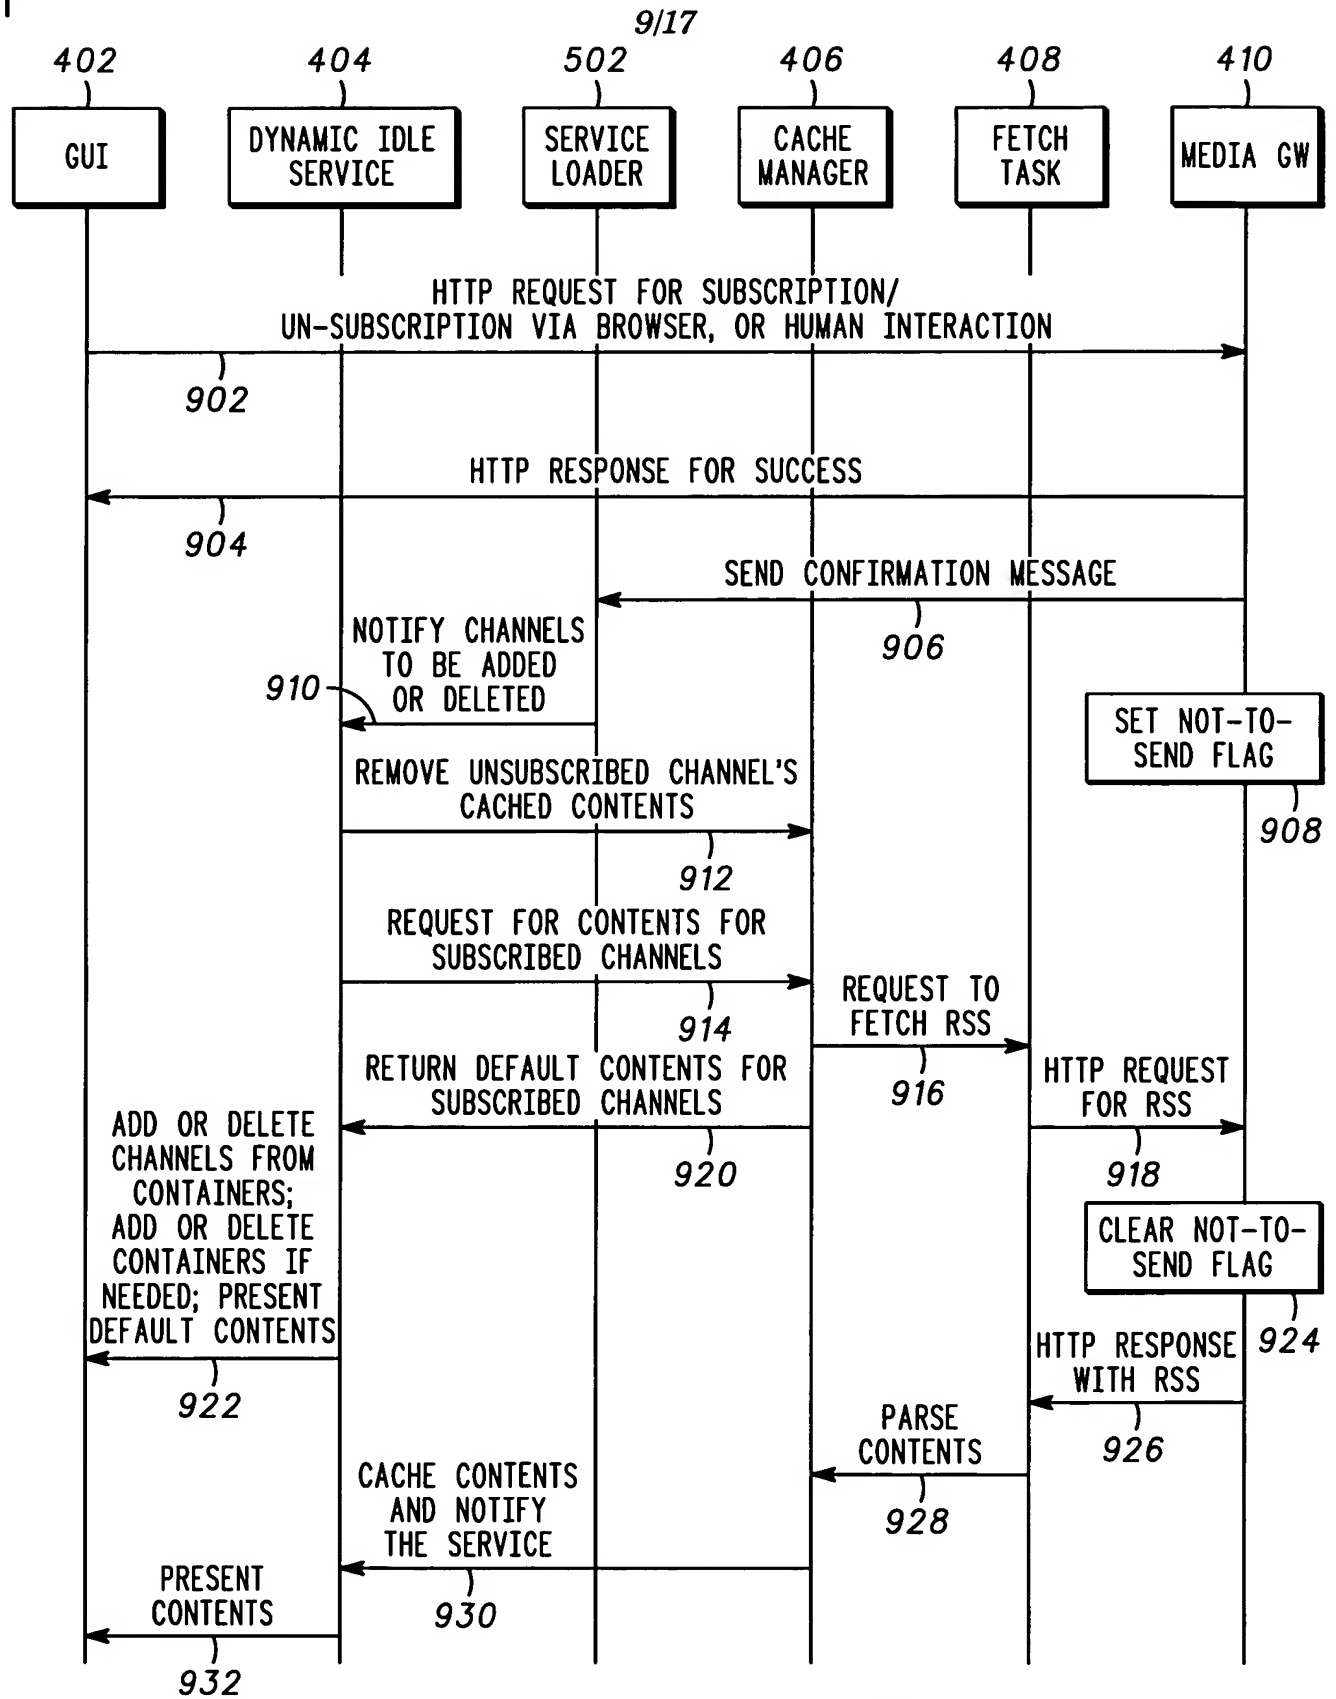 9/17
402
404
502
406
408
410
GUI
DYNAMIC IDLE
SERVICE
SERVICE
LOADER
CACHE
MANAGER
FETCH
TASK
MEDIA GW
HTTP REQUEST FOR SUBSCRIPTION/
UN-SUBSCRIPTION VIA BROWSER, OR HUMAN INTERACTION
902
HTTP RESPONSE FOR SUCCESS
904
SEND CONFIRMATION MESSAGE
906
NOTIFY CHANNELS
TO BE ADDED
OR DELETED
910
SET NOT-TO-
SEND FLAG
908
REMOVE UNSUBSCRIBED CHANNEL'S
CACHED CONTENTS
912
REQUEST FOR CONTENTS FOR
SUBSCRIBED CHANNELS
914
REQUEST TO
FETCH RSS
916
RETURN DEFAULT CONTENTS FOR
SUBSCRIBED CHANNELS
920
HTTP REQUEST
FOR RSS
918
ADD OR DELETE
CHANNELS FROM
CONTAINERS;
ADD OR DELETE
CONTAINERS IF
NEEDED; PRESENT
DEFAULT CONTENTS
922
CLEAR NOT-TO-
SEND FLAG
924
HTTP RESPONSE
WITH RSS
926
PARSE
CONTENTS
928
CACHE CONTENTS
AND NOTIFY
THE SERVICE
930
PRESENT
CONTENTS
932